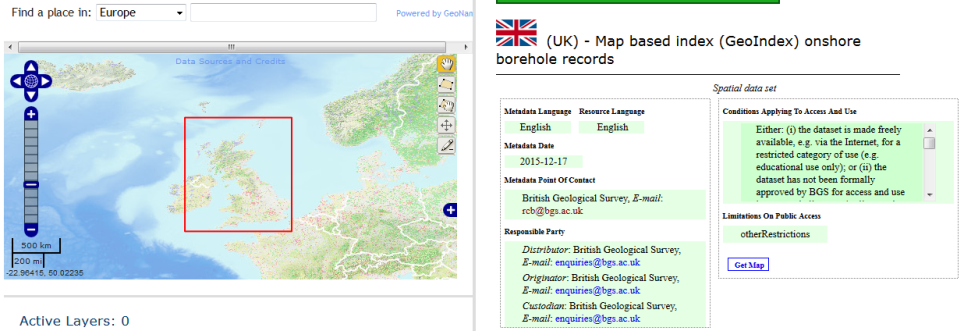 Find a place in: Europe
Powered by GeoNam
Data Sources and Credits
500 km
200 mi
-22.96415, 50.02235
Active Layers: 0
(UK) - Map based index (GeoIndex) onshore
borehole records
Spatial data set
Metadata Language Resource Language
English English
Metadata Date
2015-12-17
Metadata Point Of Contact
British Geological Survey, E-mail:
rcb@bgs.ac.uk
Responsible Party
Distributor: British Geological Survey,
E-mail: enquiries@bgs.ac.uk
Originator: British Geological Survey,
E-mail: enquiries@bgs.ac.uk
Custodian: British Geological Survey,
E-mail: enquiries@bgs.ac.uk
Conditions Applying To Access And Use
Either: (i) the dataset is made freely
available, e.g. via the Internet, for a
restricted category of use (e.g.
educational use only); or (ii) the
dataset has not been formally
approved by BGS for access and use
Limitations On Public Access
otherRestrictions
Get Map